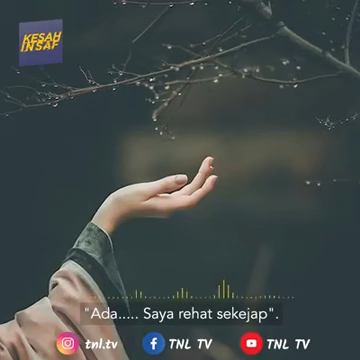 KESAH
INSAF
"Ada..... Saya rehat sekejap".
tnl.tv TNL TV TNL TV